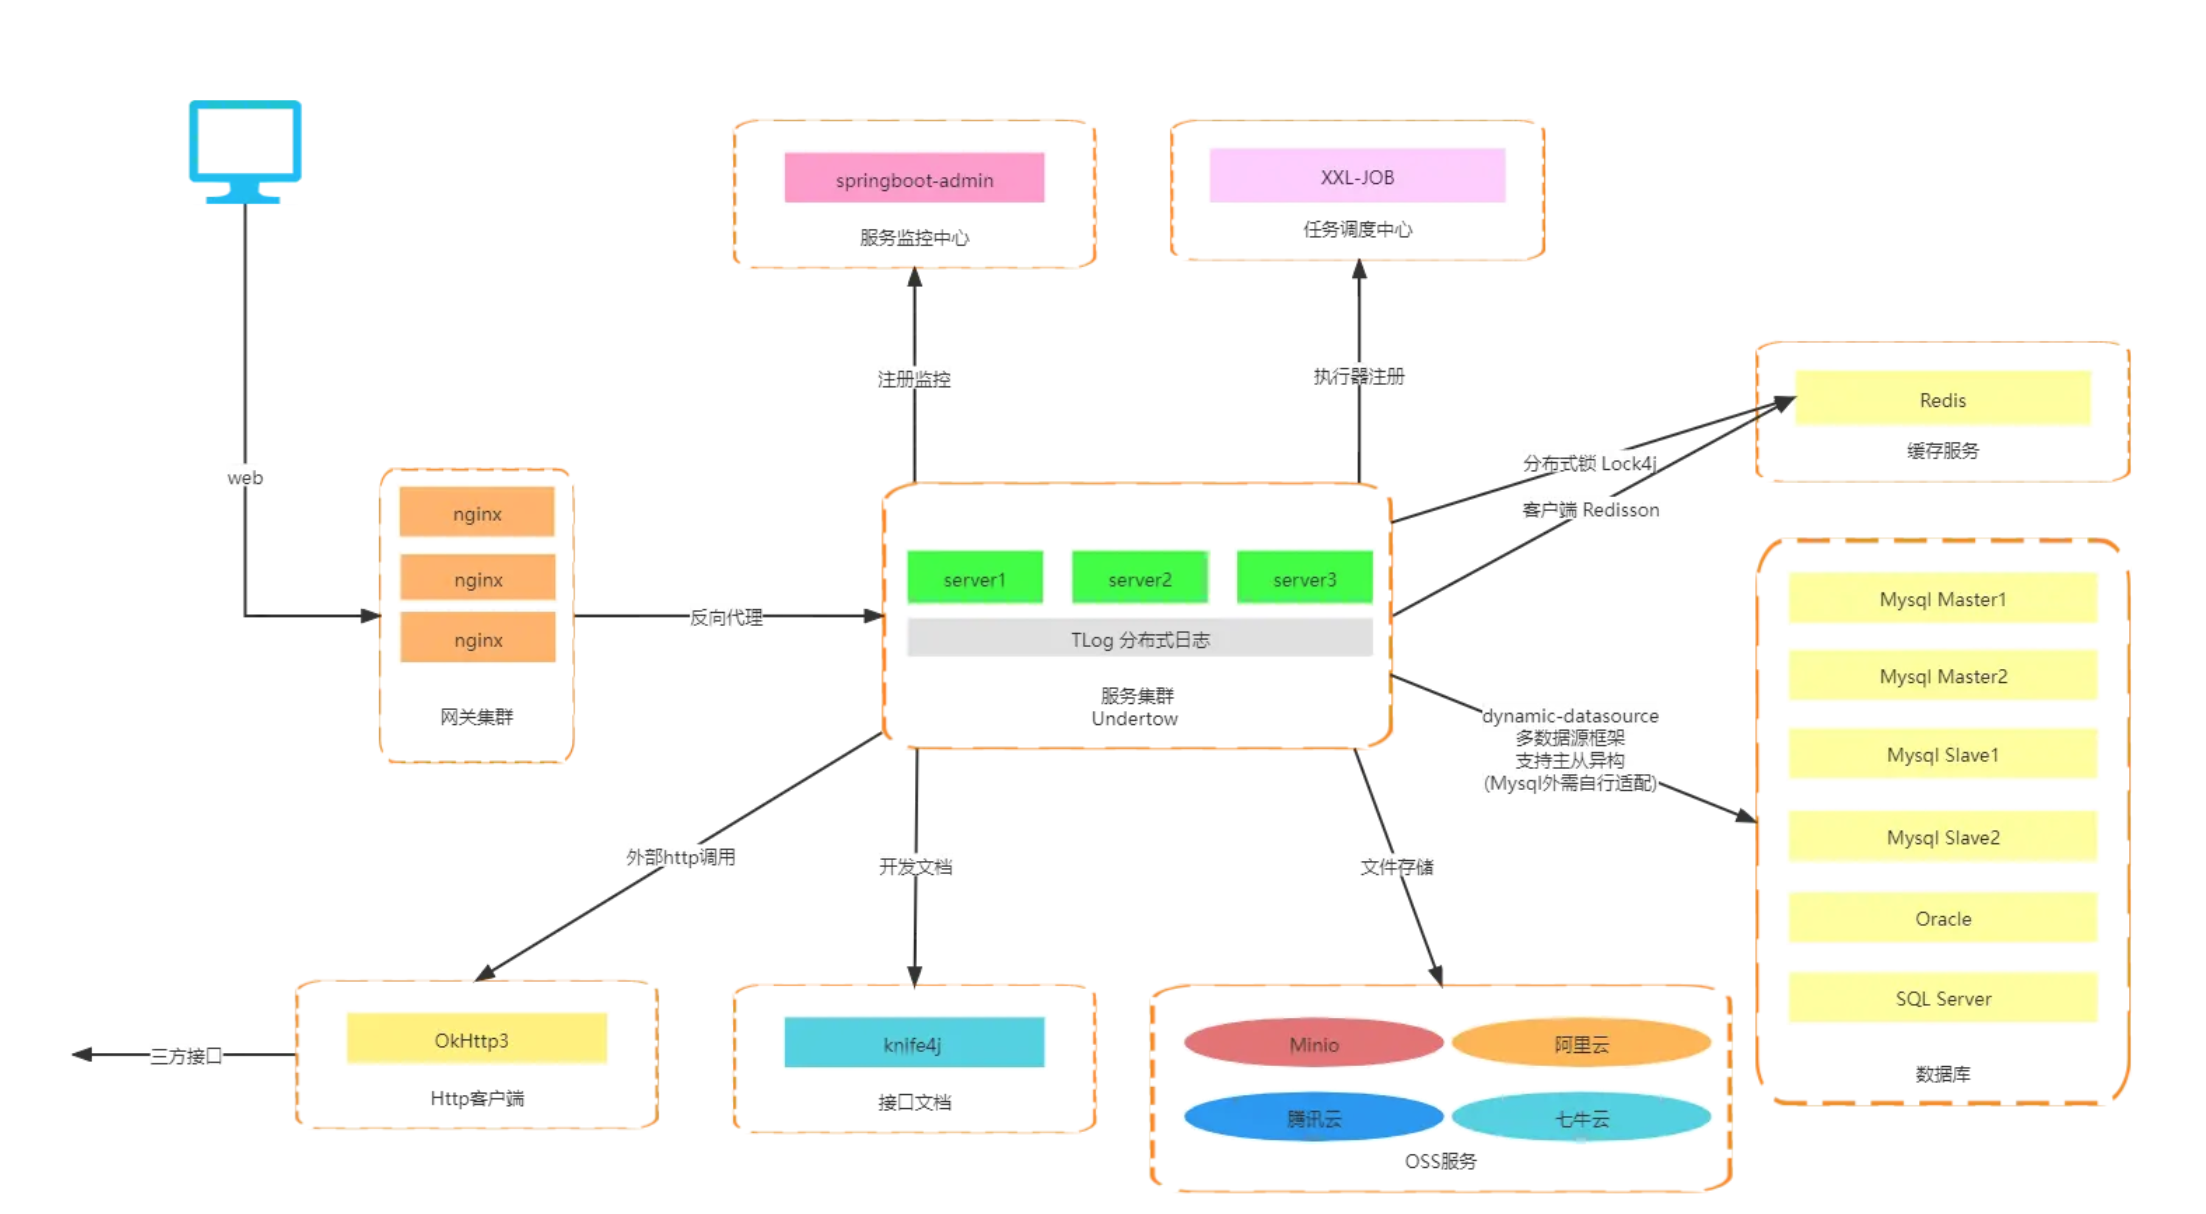 springboot-admin
服务监控中心
XXL-JOB
任务调度中心
注册监控
执行器注册
Redis
缓存服务
分布式锁 Lock4j
客户端 Redisson
web
nginx
nginx
nginx
网关集群
反向代理
server1
server2
server3
TLog 分布式日志
服务集群
Undertow
dynamic-datasource
多数据源框架
支持主从异构
(Mysql外需自行适配)
Mysql Master1
Mysql Master2
Mysql Slave1
Mysql Slave2
Oracle
SQL Server
数据库
外部http调用
开发文档
文件存储
三方接口
OkHttp3
Http客户端
knife4j
接口文档
Minio
阿里云
腾讯云
七牛云
OSS服务